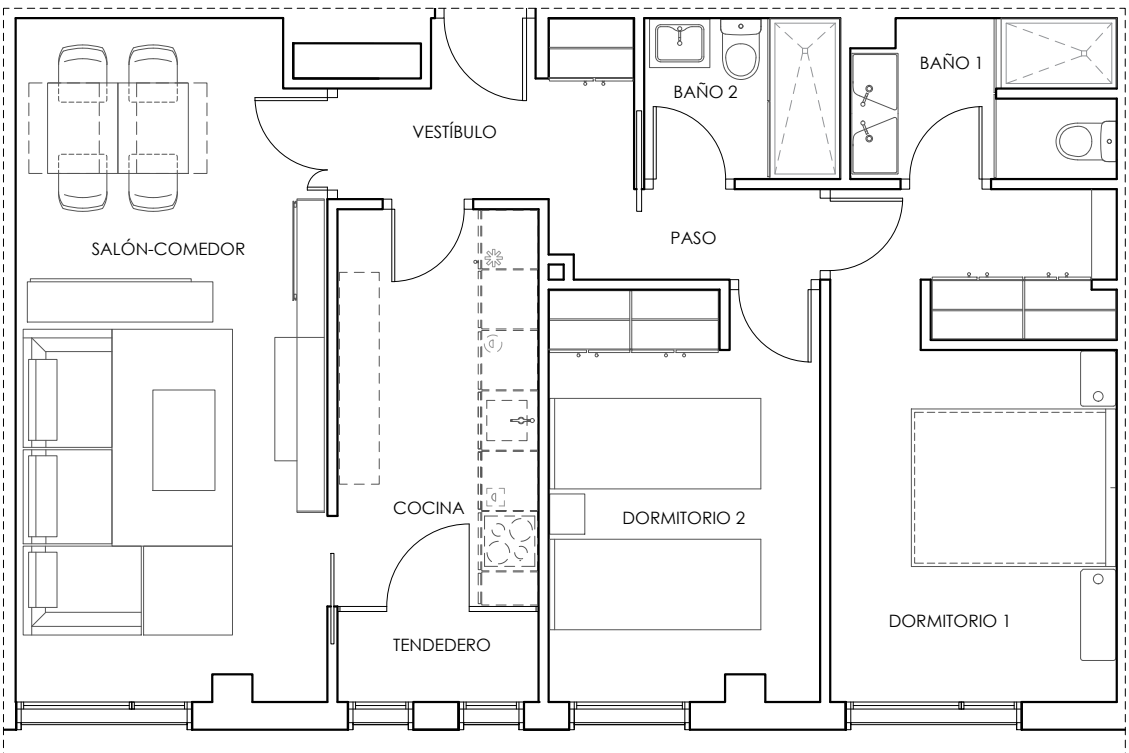 BAÑO 1
BAÑO 2
VESTÍBULO
PASO
SALÓN-COMEDOR
COCINA
DORMITORIO 2
DORMITORIO 1
TENDEDERO